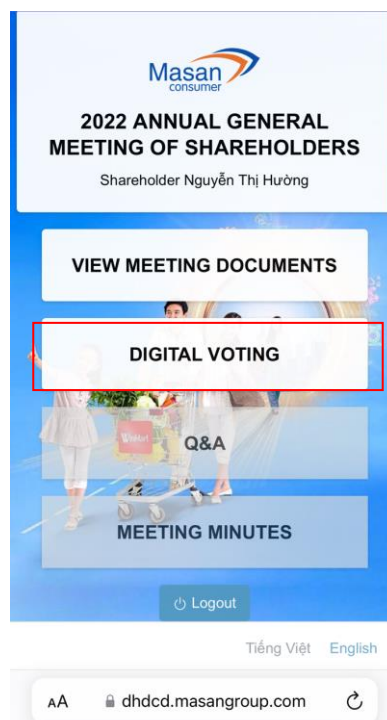 Masan
consumer
2022 ANNUAL GENERAL
MEETING OF SHAREHOLDERS
Shareholder Nguyễn Thị Hường
VIEW MEETING DOCUMENTS
DIGITAL VOTING
WinMart
Q&A
MEETING MINUTES
Logout
Tiếng Việt English
AA dhdcd.masangroup.com